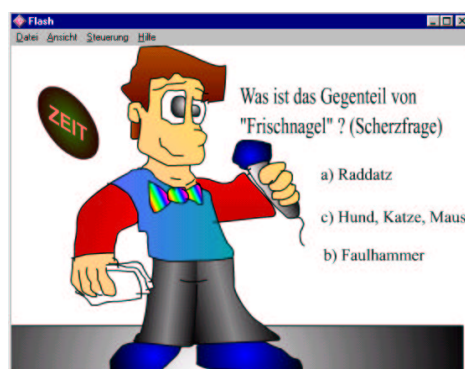 Flash
Datei Ansicht Steuerung Hilfe
ZEIT
Was ist das Gegenteil von
"Frischnagel" ? (Scherzfrage)
a) Raddatz
c) Hund, Katze, Maus
b) Faulhammer